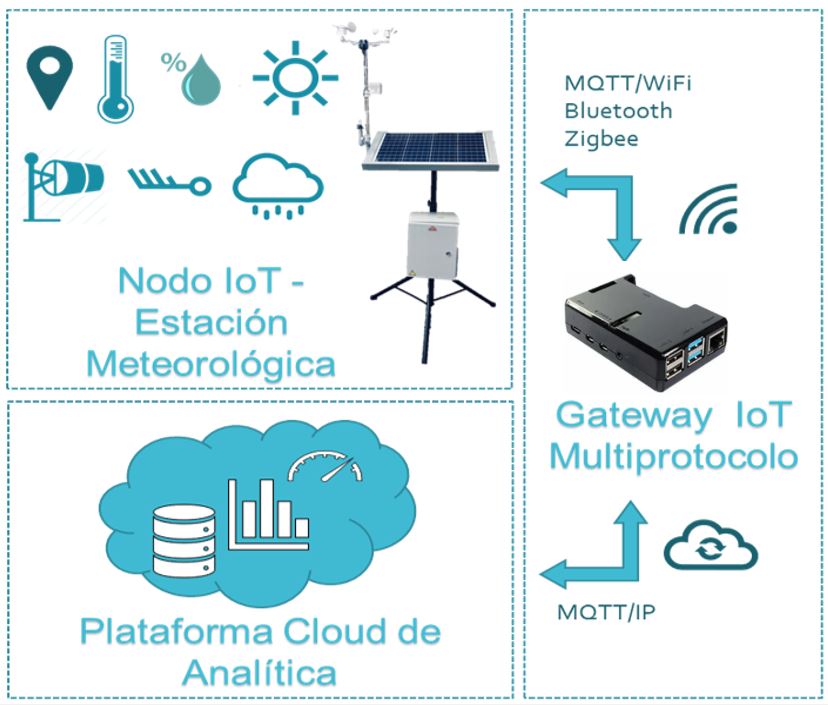 %
Nodo IoT -
Estación
Meteorológica
MQTT/WiFi
Bluetooth
Zigbee
Gateway IoT
Multiprotocolo
MQTT/IP
Plataforma Cloud de
Analítica